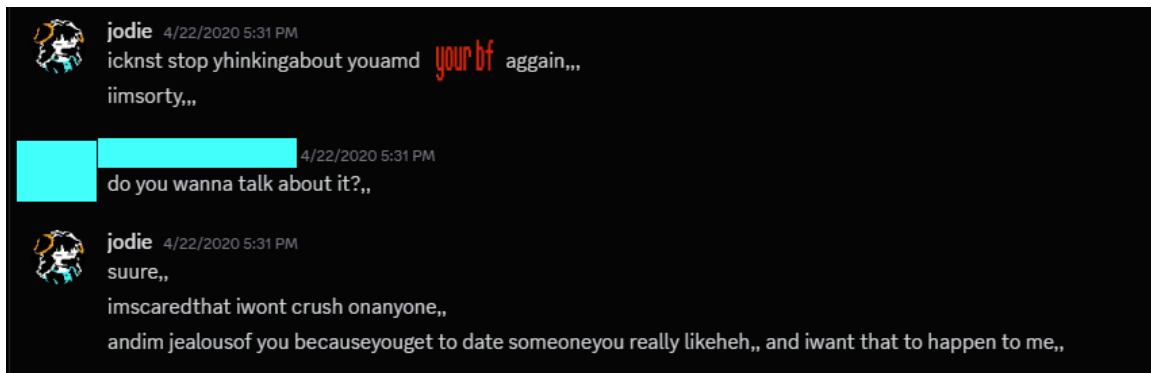 jodie 4/22/2020 5:31 PM
icknst stop yhinkingabout youamd your bf aggain,,,
iimsorty,,,
4/22/2020 5:31 PM
do you wanna talk about it?,,
jodie 4/22/2020 5:31 PM
suure,,
imscaredthat iwont crush onanyone,,
andim jealousof you becauseyouget to date someoneyou really likeheh,, and iwant that to happen to me,,